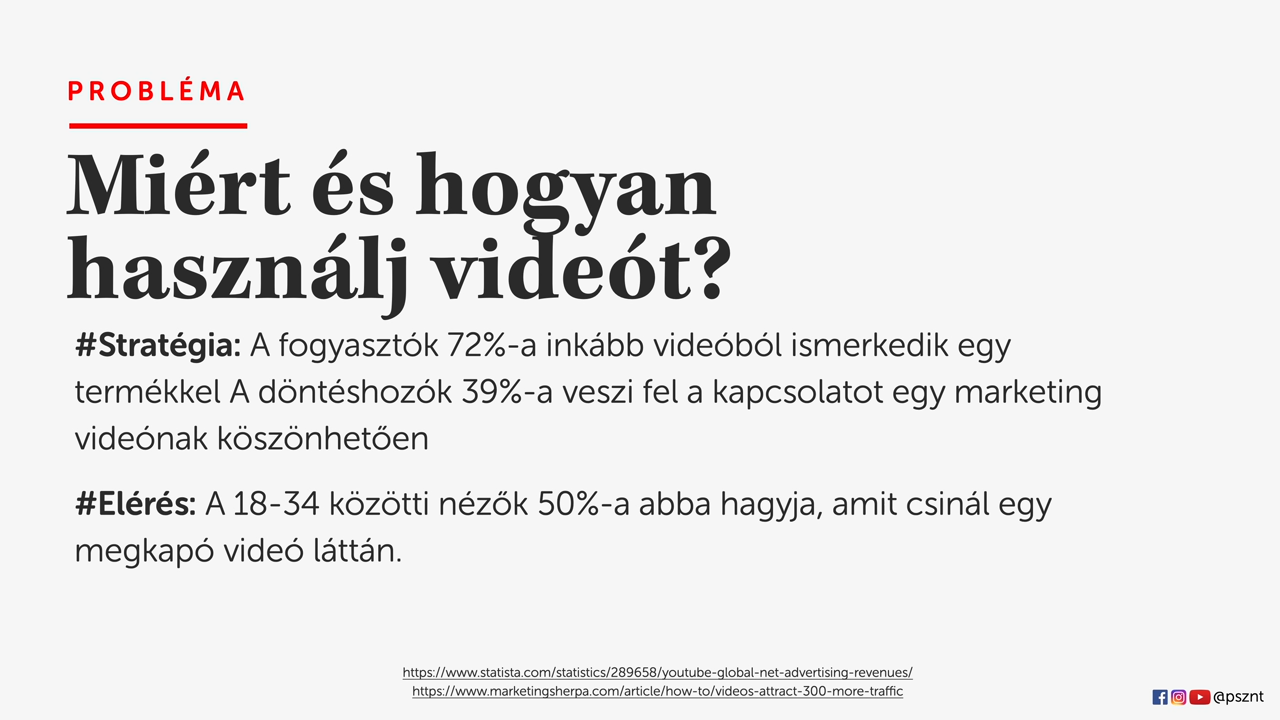 PROBLÉMA
Miért és hogyan
használj videót?
#Stratégia: A fogyasztók 72%-a inkább videóból ismerkedik egy
termékkel A döntéshozók 39%-a veszi fel a kapcsolatot egy marketing
videónak köszönhetően
#Elérés: A 18-34 közötti nézők 50%-a abba hagyja, amit csinál egy
megkapó videó láttán.
https://www.statista.com/statistics/289658/youtube-global-net-advertising-revenues/
https://www.marketingsherpa.com/article/how-to/videos-attract-300-more-traffic
@psznt